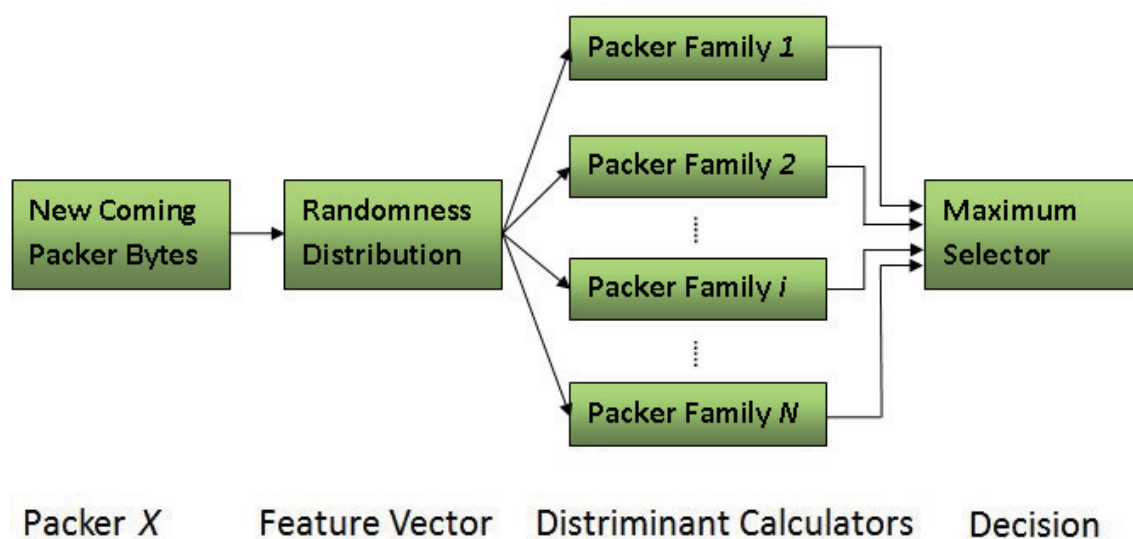 Packer Family 1
Packer Family 2
New Coming
Packer Bytes
Randomness
Distribution
Maximum
Selector
Packer Family i
Packer Family N
Packer X
Feature Vector
Distriminant Calculators
Decision